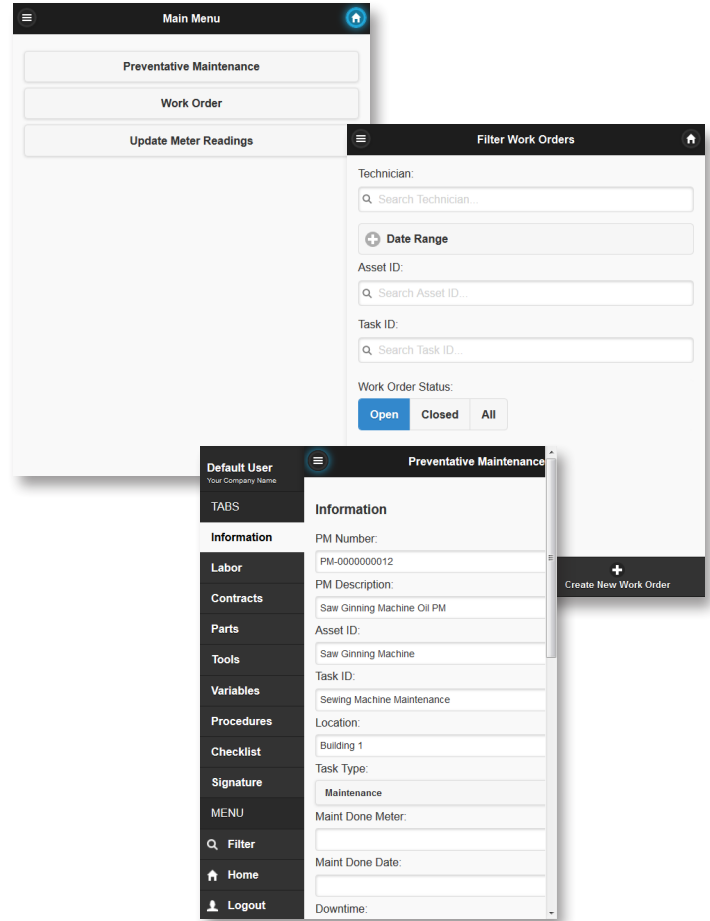 Main Menu
Preventative Maintenance
Work Order
Update Meter Readings
Filter Work Orders
Technician:
Search Technician...
Date Range
Asset ID:
Search Asset ID...
Task ID:
Search Task ID...
Work Order Status:
Open Closed All
Create New Work Order
Default User
Your Company Name
TABS
Information
Labor
Contracts
Parts
Tools
Variables
Procedures
Checklist
Signature
MENU
Filter
Home
Logout
Preventative Maintenance
Information
PM Number:
PM-0000000012
PM Description:
Saw Ginning Machine Oil PM
Asset ID:
Saw Ginning Machine
Task ID:
Sewing Machine Maintenance
Location:
Building 1
Task Type:
Maintenance
Maint Done Meter:
Maint Done Date:
Downtime: